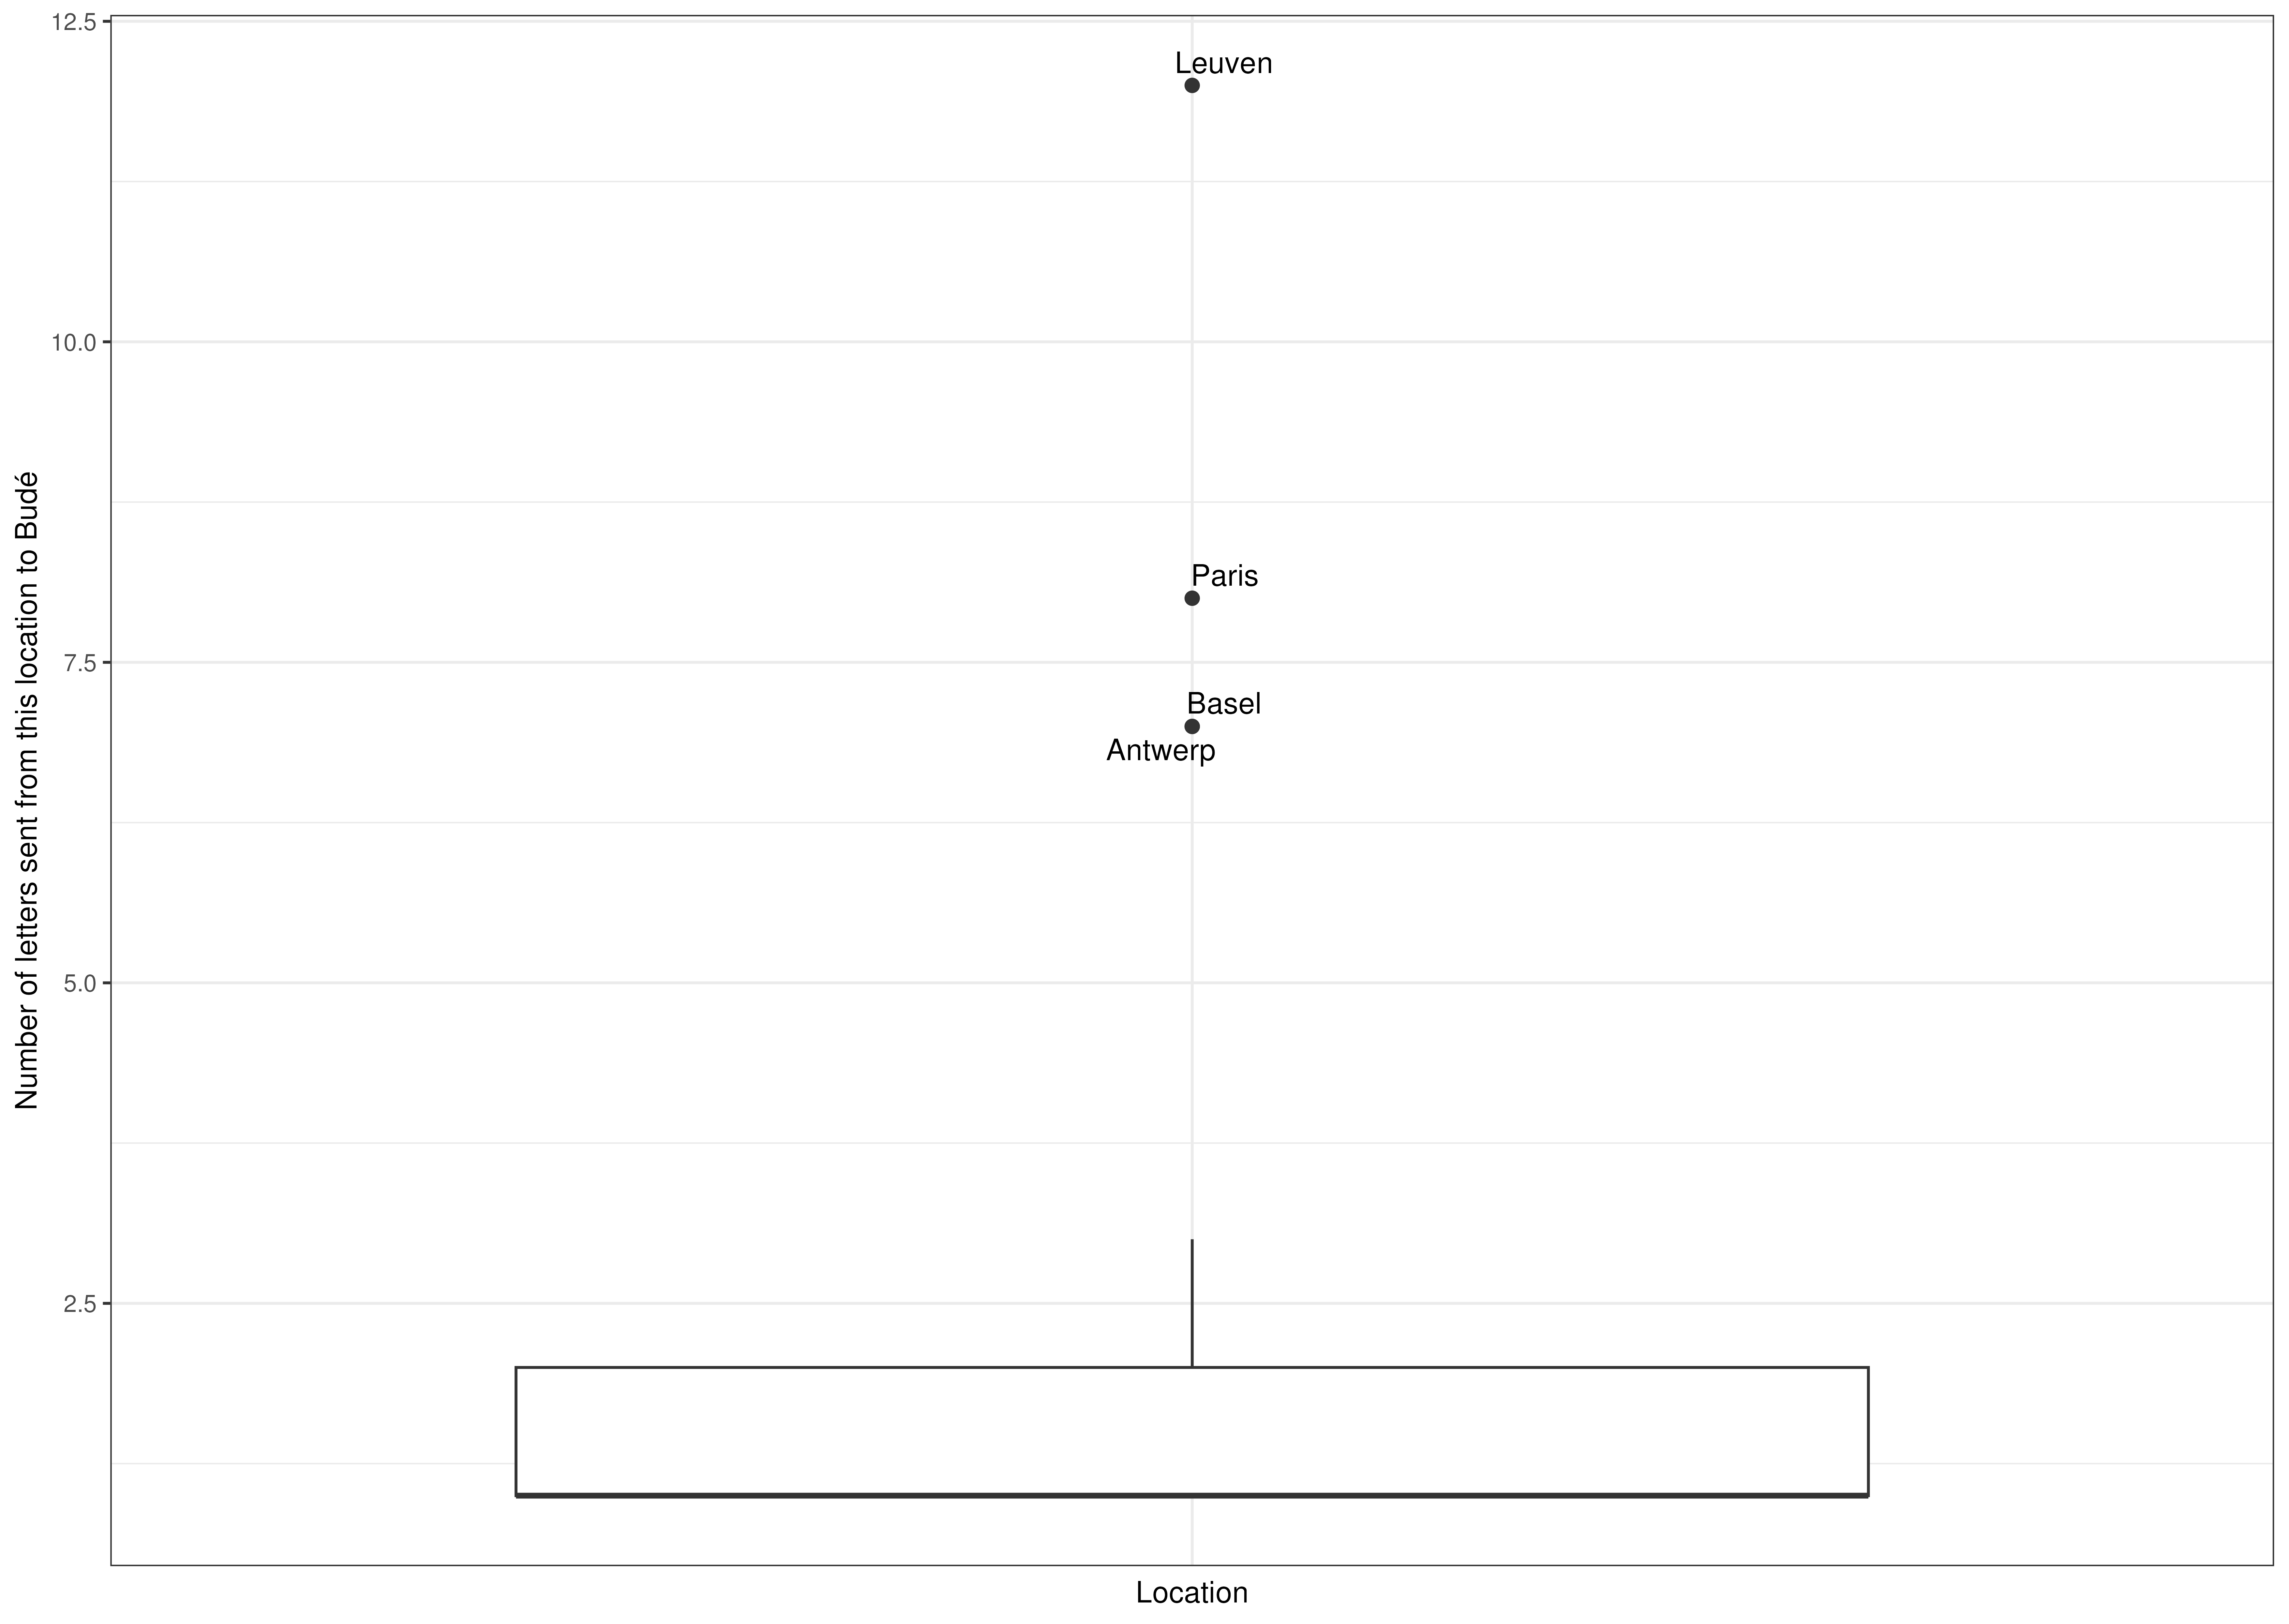 12.5
Leuven
10.0
Paris
7.5
Basel
Antwerp
5.0
2.5
Number of letters sent from this location to Budé
Location